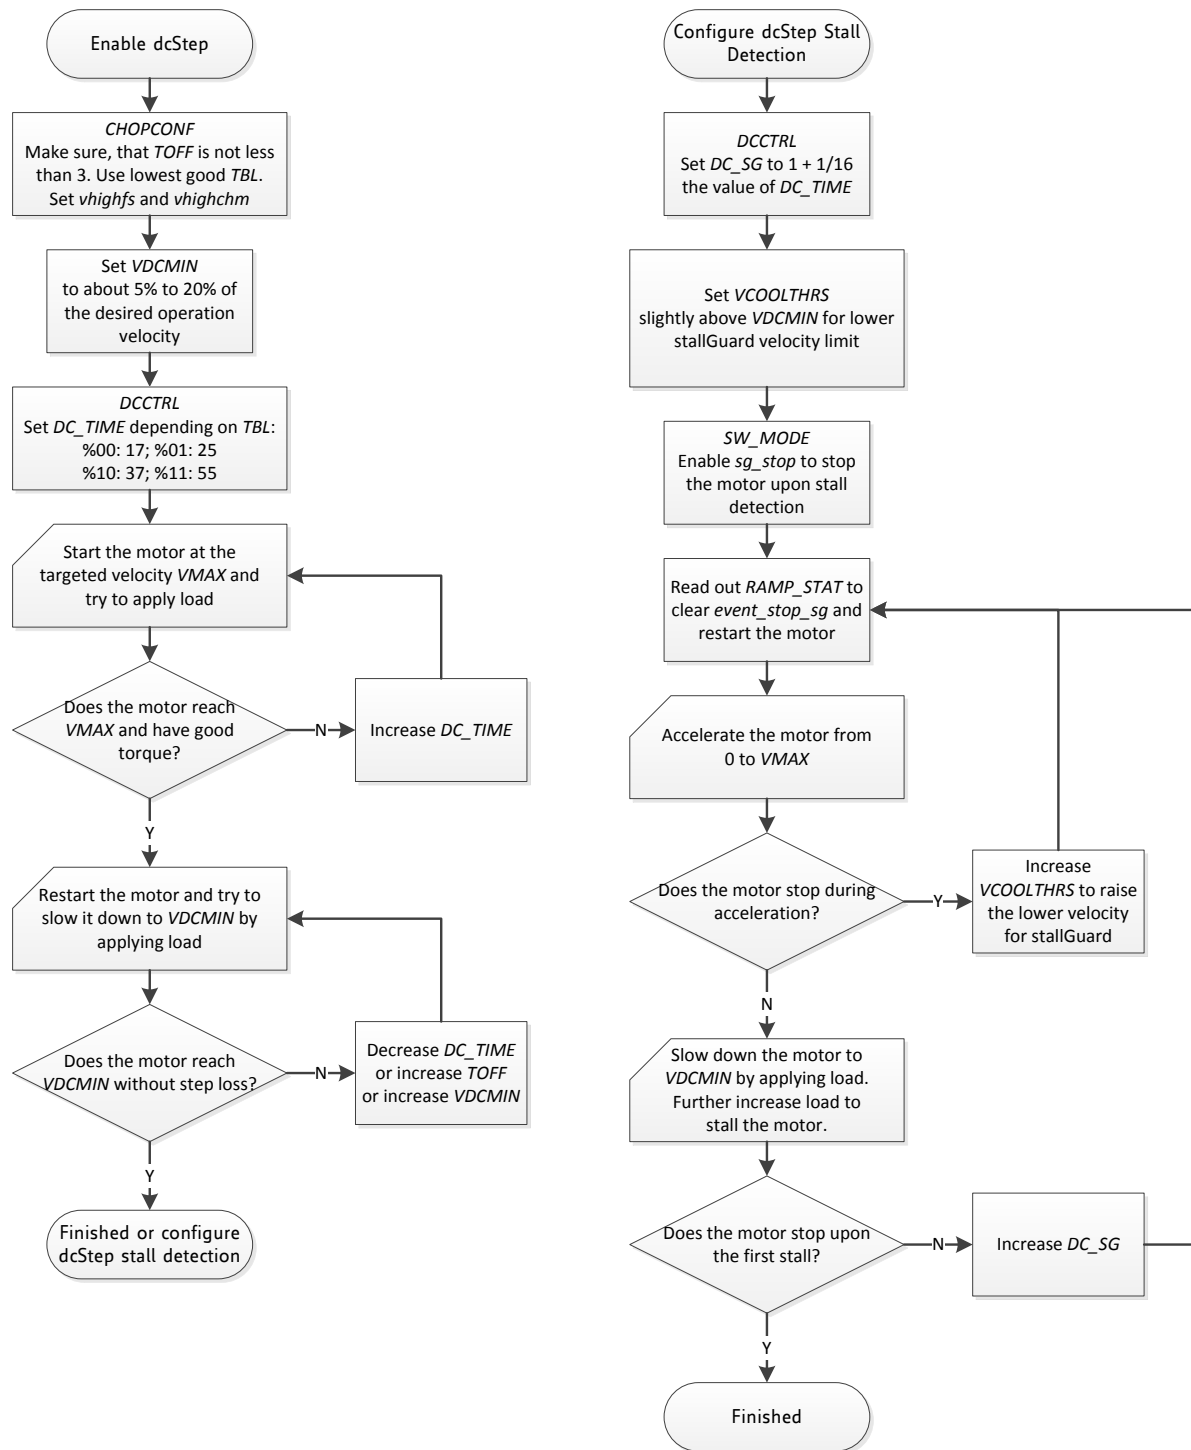 Enable dcStep
CHOPCONF
Make sure, that TOFF is not less
than 3. Use lowest good TBL.
Set vhighfs and vhighchm
Set VDCMIN
to about 5% to 20% of
the desired operation
velocity
DCCTRL
Set DC_TIME depending on TBL:
%00: 17; %01: 25
%10: 37; %11: 55
Start the motor at the
targeted velocity VMAX and
try to apply load
Does the motor reach
VMAX and have good
torque?
N
Increase DC_TIME
Y
Restart the motor and try to
slow it down to VDCMIN by
applying load
Does the motor reach
VDCMIN without step loss?
N
Decrease DC_TIME
or increase TOFF
or increase VDCMIN
Y
Finished or configure
dcStep stall detection
Configure dcStep Stall
Detection
DCCTRL
Set DC_SG to 1 + 1/16
the value of DC_TIME
Set VCOOLTHRS
slightly above VDCMIN for lower
stallGuard velocity limit
SW_MODE
Enable sg_stop to stop
the motor upon stall
detection
Read out RAMP_STAT to
clear event_stop_sg and
restart the motor
Accelerate the motor from
0 to VMAX
Does the motor stop during
acceleration?
Y
Increase
VCOOLTHRS to raise
the lower velocity
for stallGuard
N
Slow down the motor to
VDCMIN by applying load.
Further increase load to
stall the motor.
Does the motor stop upon
the first stall?
N
Increase DC_SG
Y
Finished